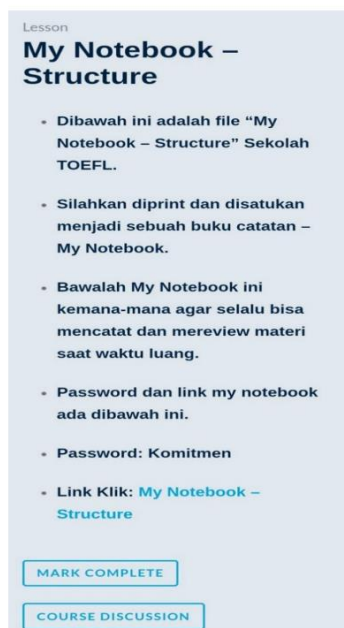 Lesson
My Notebook –
Structure
• Dibawah ini adalah file “My
Notebook – Structure” Sekolah
TOEFL.
• Silahkan diprint dan disatukan
menjadi sebuah buku catatan –
My Notebook.
• Bawalah My Notebook ini
kemana-mana agar selalu bisa
mencatat dan mereview materi
saat waktu luang.
• Password dan link my notebook
ada dibawah ini.
• Password: Komitmen
• Link Klik: My Notebook –
Structure
MARK COMPLETE
COURSE DISCUSSION